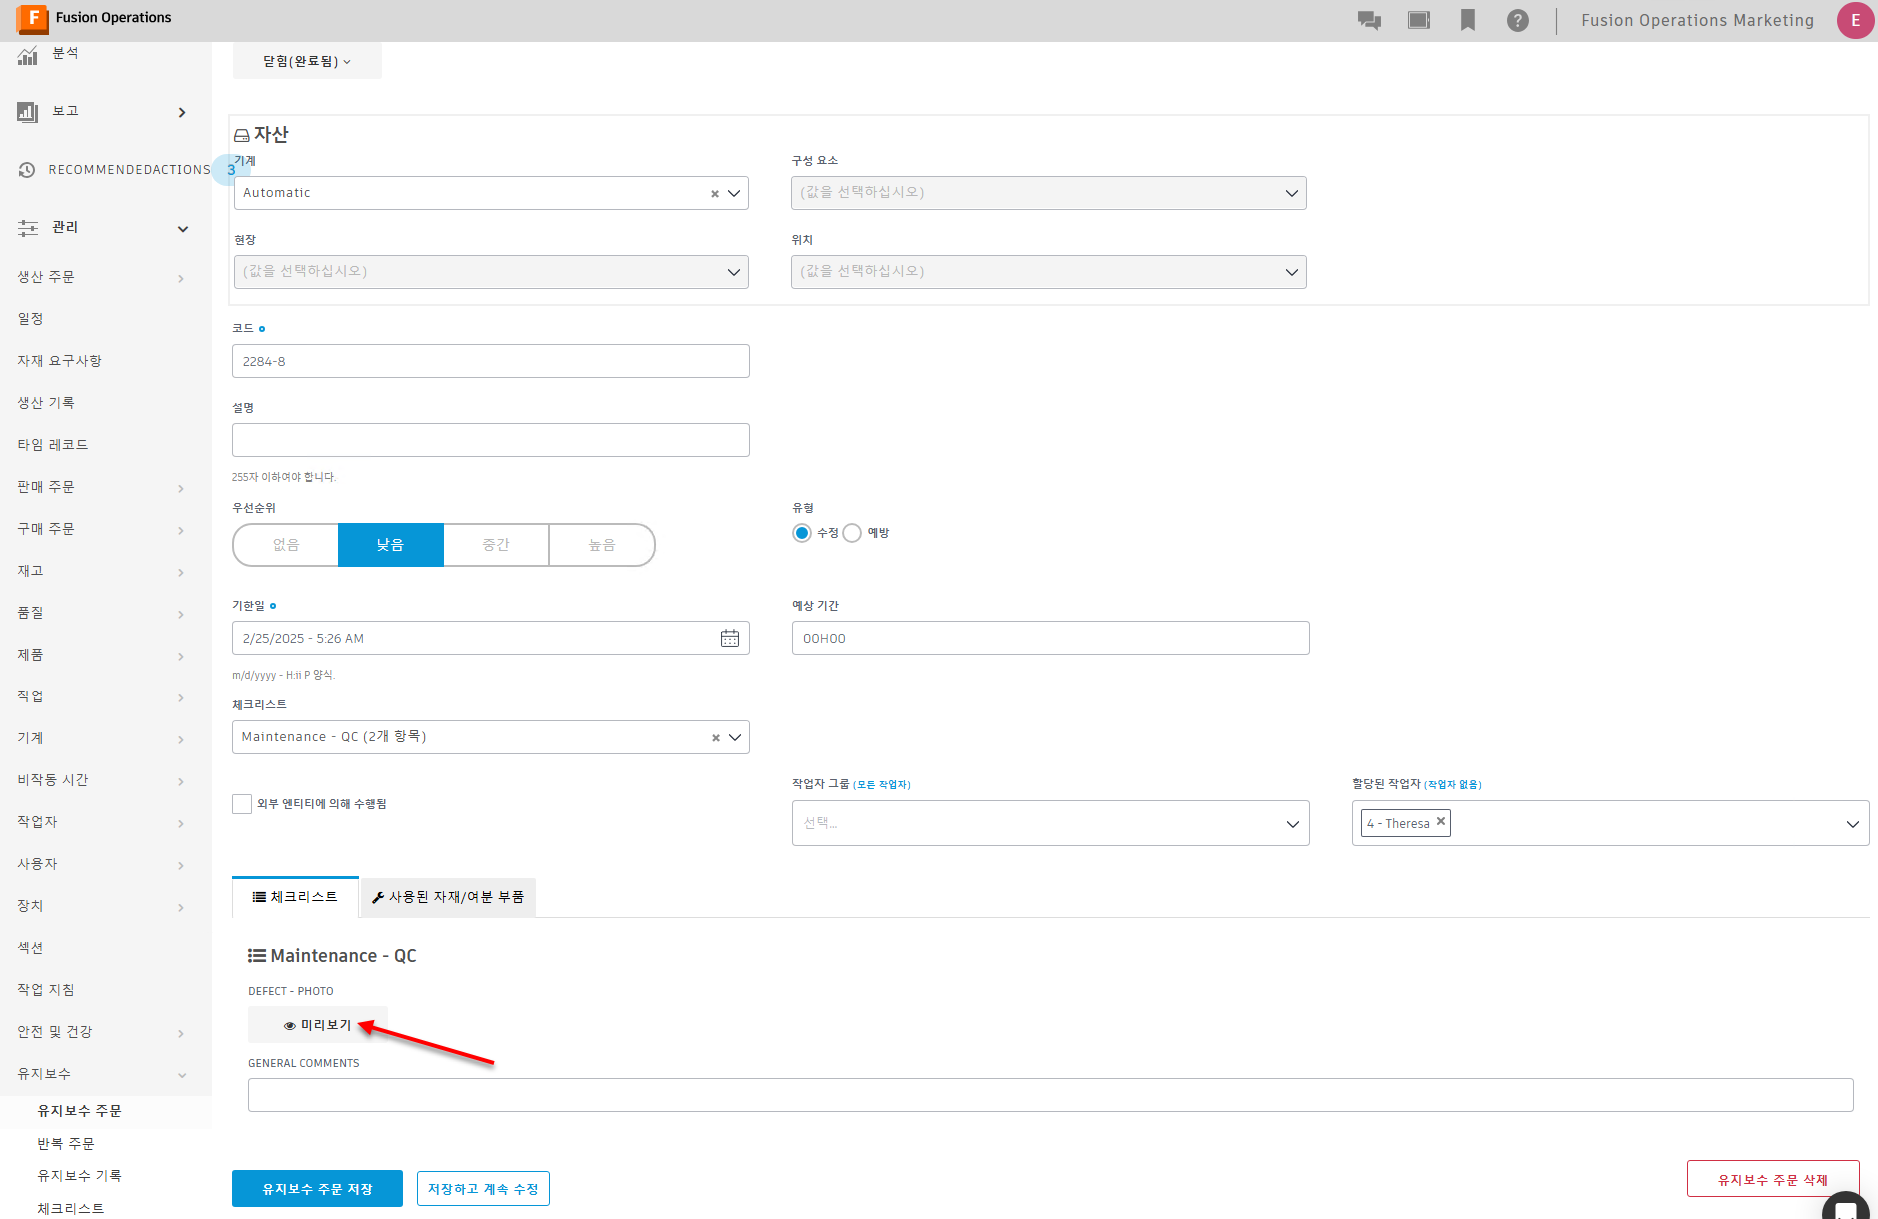 Fusion Operations
Fusion Operations Marketing
E
분석
보고
RECOMMENDEDACTIONS
3
관리
생산 주문
일정
자재 요구사항
생산 기록
타임 레코드
판매 주문
구매 주문
재고
품질
제품
직업
기계
비작동 시간
작업자
사용자
장치
섹션
작업 지침
안전 및 건강
유지보수
유지보수 주문
반복 주문
유지보수 기록
체크리스트
닫힘(완료됨)
자산
기계
구성 요소
Automatic
(값을 선택하십시오)
현장
위치
(값을 선택하십시오)
(값을 선택하십시오)
코드
2284-8
설명
255자 이하여야 합니다.
우선순위
유형
없음
낮음
중간
높음
수정
예방
기한일
예상 기간
2/25/2025 - 5:26 AM
00H00
m/d/yyyy - H:ii P 양식.
체크리스트
Maintenance - QC (2개 항목)
외부 엔티티에 의해 수행됨
작업자 그룹 (모든 작업자)
할당된 작업자 (작업자 없음)
선택...
4 - Theresa
체크리스트
사용된 자재/여분 부품
Maintenance - QC
DEFECT - PHOTO
미리보기
GENERAL COMMENTS
유지보수 주문 저장
저장하고 계속 수정
유지보수 주문 삭제